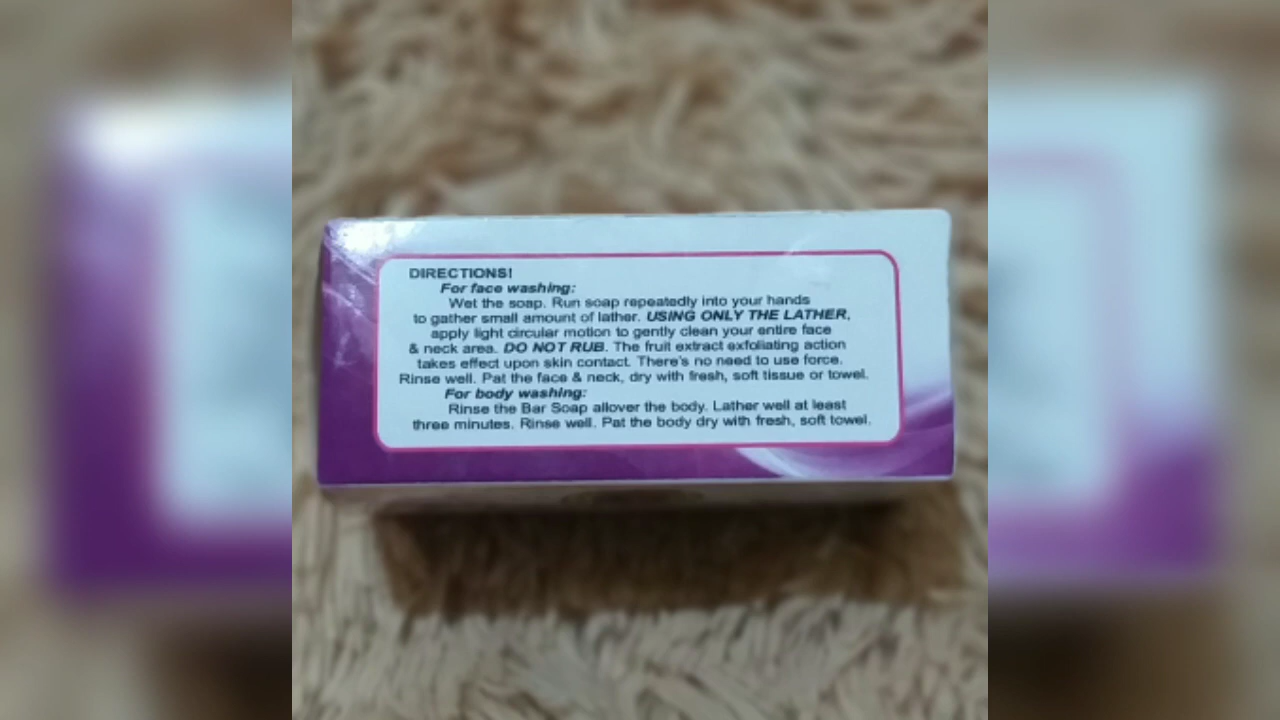 DIRECTIONS!
For face washing:
Wet the soap. Run soap repeatedly into your hands
to gather small amount of lather. USING ONLY THE LATHER,
apply light circular motion to gently clean your entire face
& neck area. DO NOT RUB. The fruit extract exfoliating action
takes effect upon skin contact. There's no need to use force.
Rinse well. Pat the face & neck, dry with fresh, soft tissue or towel.
For body washing:
Rinse the Bar Soap allover the body. Lather well at least
three minutes. Rinse well. Pat the body dry with fresh, soft towel.